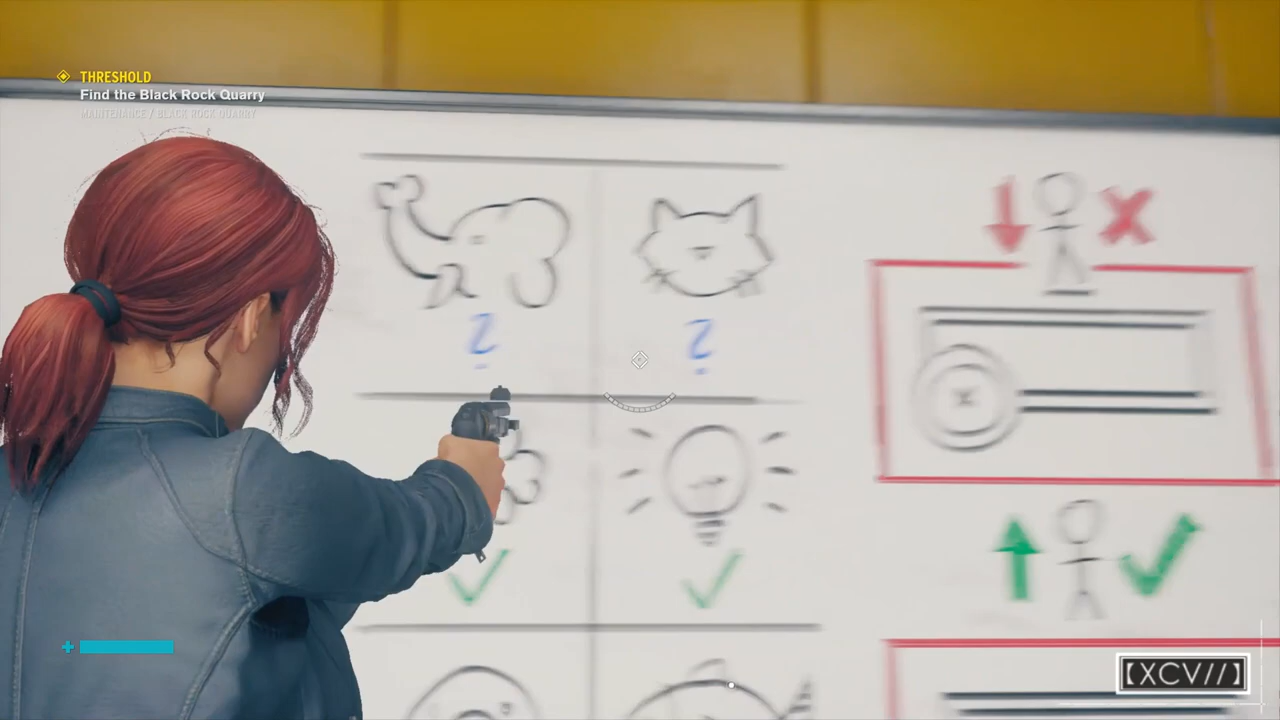 THRESHOLD
Find the Black Rock Quarry
MAINTENANCE / BLACK ROCK QUARRY
?
?
X
[XCV//]